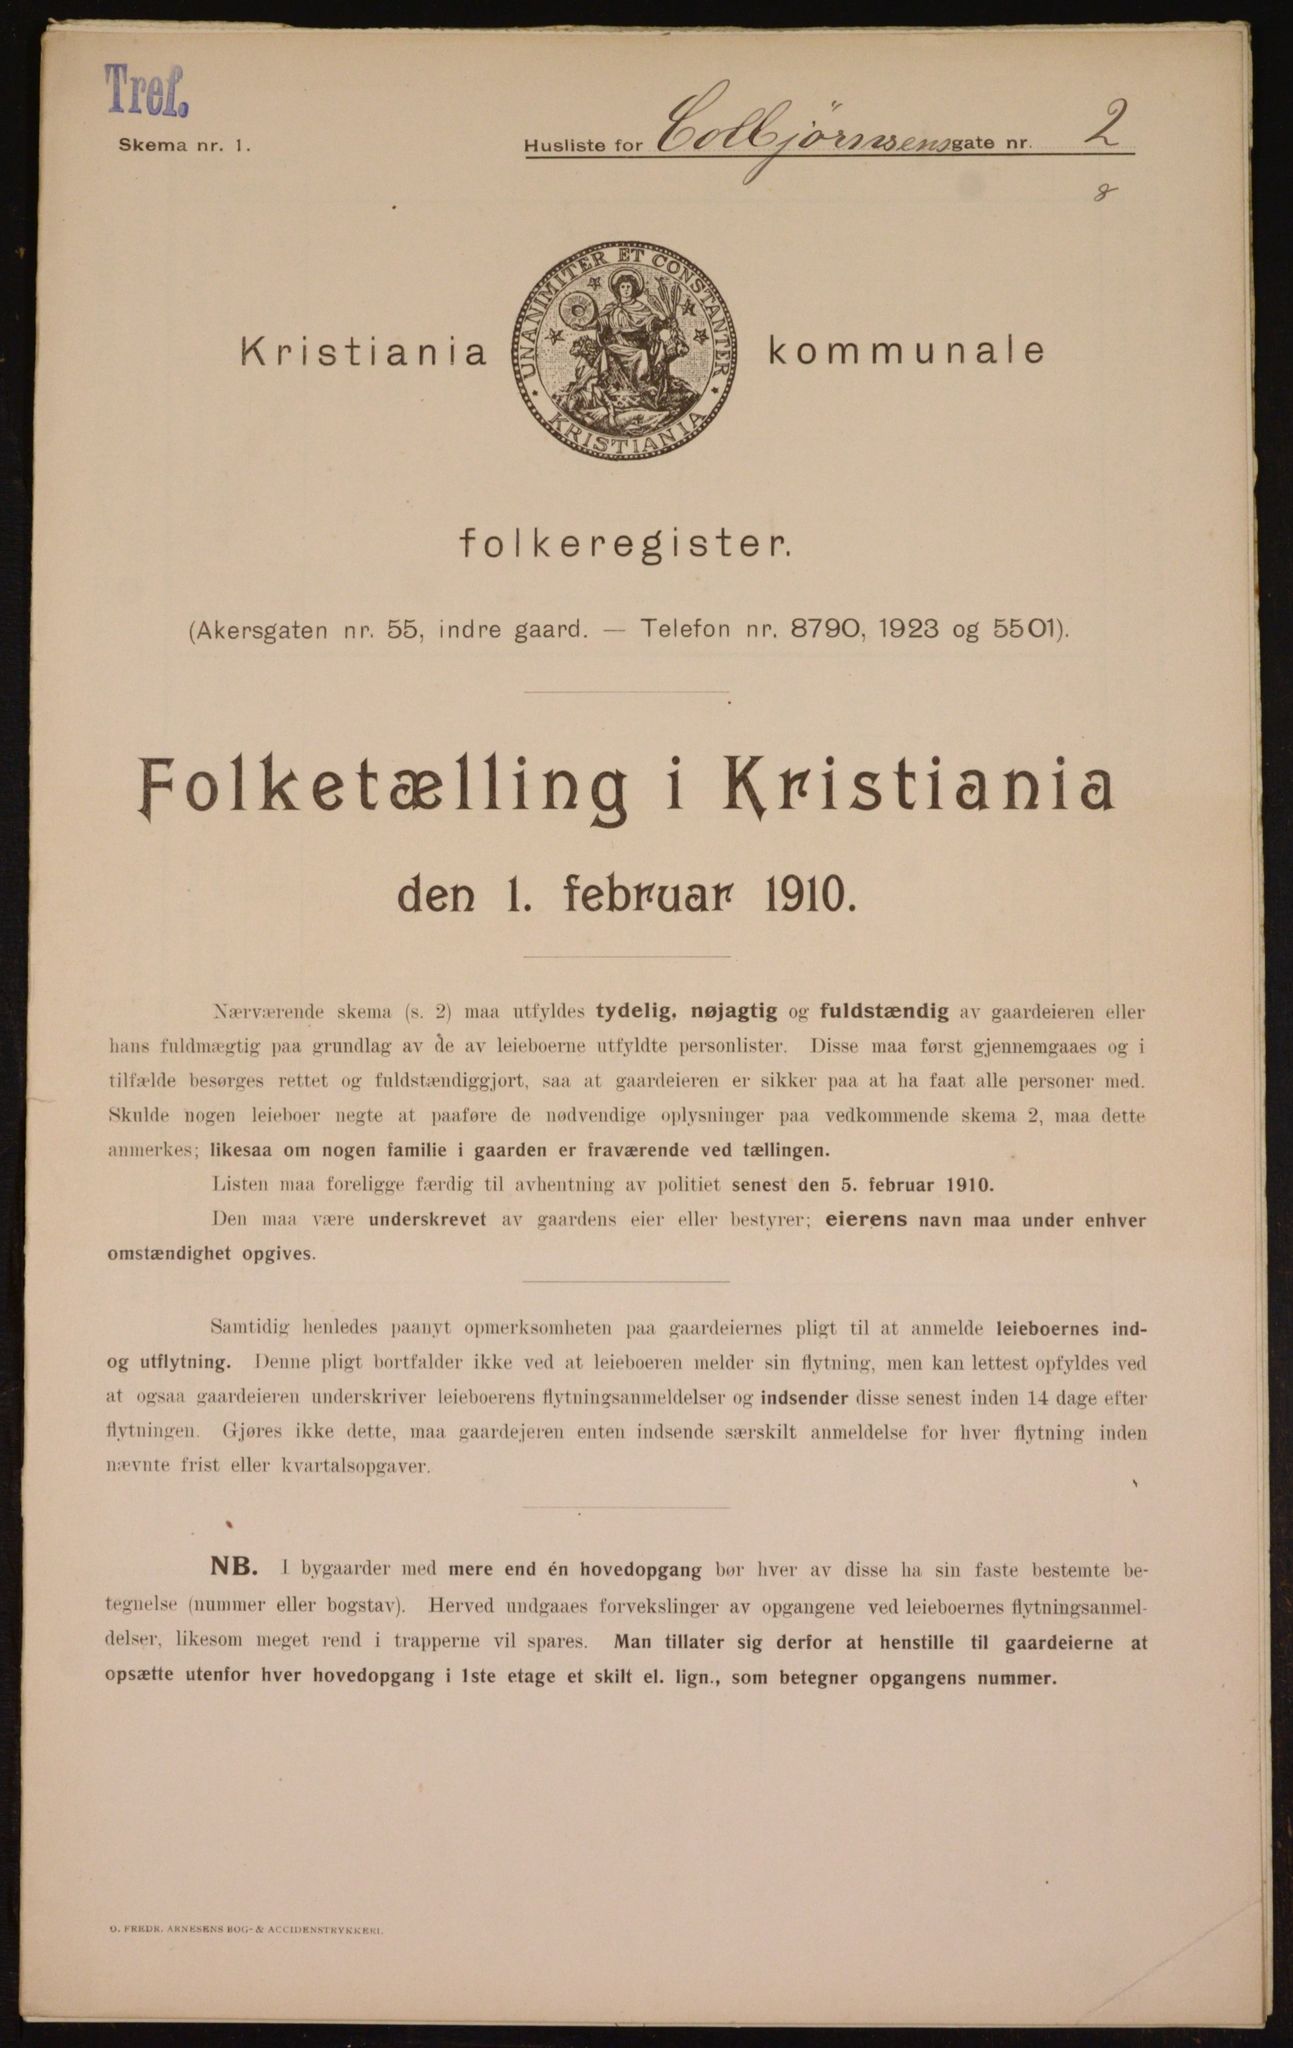 Tref.
Skema nr. 1.
Husliste for Colbjørnsensgate nr. 2
8
UNANIMITER ET CONSTANTER
KRISTIANIA
Kristiania kommunale
folkeregister.
(Akersgaten nr. 55, indre gaard. — Telefon nr. 8790, 1923 og 5501).
Folketælling i Kristiania
den 1. februar 1910.
Nærværende skema (s. 2) maa utfyldes tydelig, nøjagtig og fuldstændig av gaardeieren eller
hans fuldmægtig paa grundlag av de av leieboerne utfyldte personlister. Disse maa først gjennemgaaes og i
tilfælde besørges rettet og fuldstændiggjort, saa at gaardeieren er sikker paa at ha faat alle personer med.
Skulde nogen leieboer negte at paaføre de nødvendige oplysninger paa vedkommende skema 2, maa dette
anmerkes; likesaa om nogen familie i gaarden er fraværende ved tællingen.
Listen maa foreligge færdig til avhentning av politiet senest den 5. februar 1910.
Den maa være underskrevet av gaardens eier eller bestyrer; eierens navn maa under enhver
omstændighet opgives.
Samtidig henledes paanyt opmerksomheten paa gaardeiernes pligt til at anmelde leieboernes ind-
og utflytning. Denne pligt bortfalder ikke ved at leieboeren melder sin flytning, men kan lettest opfyldes ved
at ogsaa gaardeieren underskriver leieboerens flytningsanmeldelser og indsender disse senest inden 14 dage efter
flytningen. Gjøres ikke dette, maa gaardejeren enten indsende særskilt anmeldelse for hver flytning inden
nævnte frist eller kvartalsopgaver.
NB. I bygaarder med mere end én hovedopgang bør hver av disse ha sin faste bestemte be-
tegnelse (nummer eller bogstav). Herved undgaaes forvekslinger av opgangene ved leieboernes flytningsanmel-
delser, likesom meget rend i trapperne vil spares. Man tillater sig derfor at henstille til gaardeierne at
opsætte utenfor hver hovedopgang i 1ste etage et skilt el. lign., som betegner opgangens nummer.
O. FREDR. ARNESENS BOG- & ACCIDENSTRYKKERI.